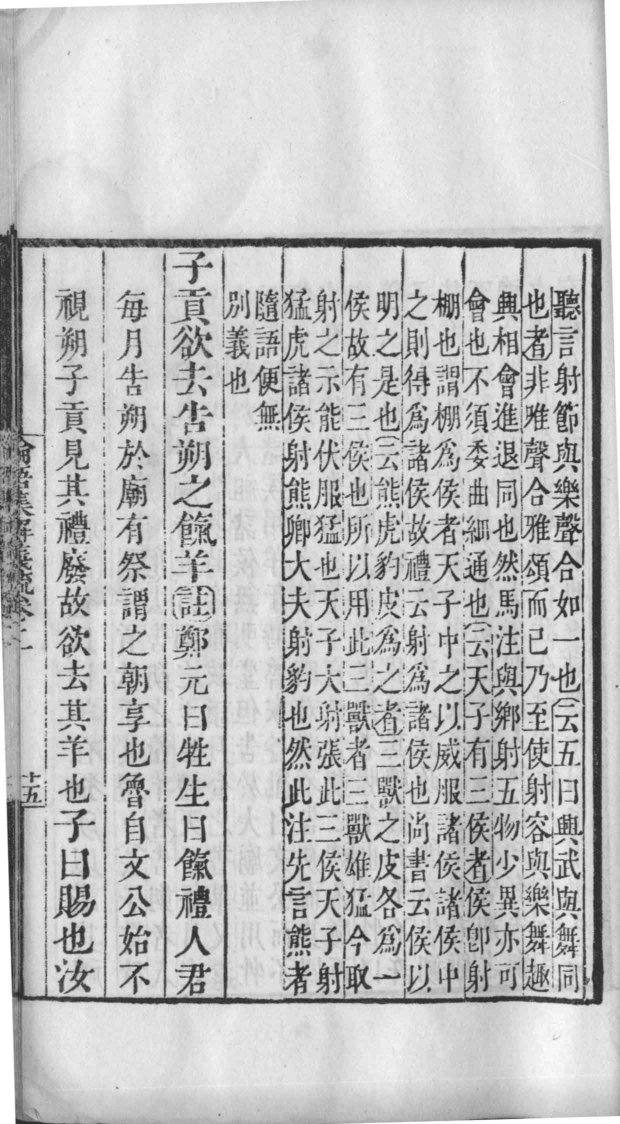 聽言射節與樂聲合如一也云五曰興武與舞同
也者非雅聲合雅頌而已乃至使射容與樂舞趣
興相會進退同也然馬注與鄉射五物少異亦可
會也不須委曲細通也云天子有三侯者侯卽射
棚也謂棚爲侯者天子中之以威服諸侯諸侯中
之則得爲諸侯故禮云射爲諸侯也尚書云侯以
明之是也云熊虎豹皮爲之者三獸之皮各爲一
侯故有三侯也所以用此三獸者三獸雄猛今取
射之示能伏服猛也天子大射張此三侯天子射
猛虎諸侯射熊卿大夫射豹也然此注先言熊者
隨語便無
別義也
子貢欲去告朔之餼羊註鄭元曰牲生曰餼禮人君
每月告朔於廟有祭謂之朝享也魯自文公始不
視朔子貢見其禮廢故欲去其羊也子曰賜也汝
論語集解義疏卷二
十五